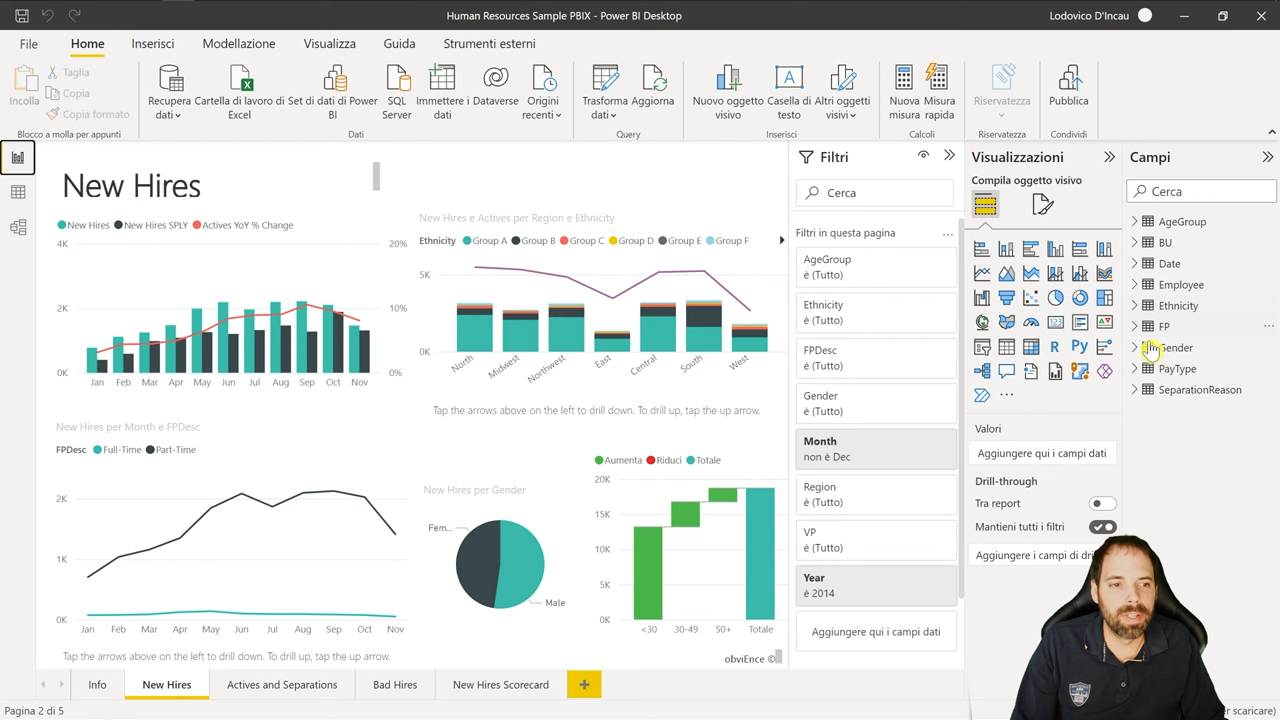 Human Resources Sample PBIX - Power BI Desktop
Lodovico D'Incau
File
Home
Inserisci
Modellazione
Visualizza
Guida
Strumenti esterni
Incolla
Taglia
Copia
Copia formato
Blocco a molla per appunti
Recupera dati
Cartella di lavoro di Excel
Set di dati di Power BI
SQL Server
Immettere i dati
Dataverse
Origini recenti
Dati
Trasforma dati
Aggiorna
Query
Nuovo oggetto visivo
Casella di testo
Altri oggetti visivi
Inserisci
Nuova misura
Misura rapida
Calcoli
Riservatezza
Riservatezza
Pubblica
Condividi
New Hires
New Hires
New Hires SPLY
Actives YoY % Change
4K
2K
0K
20%
10%
0%
Jan Feb Mar Apr May Jun Jul Aug Sep Oct Nov
New Hires e Actives per Region e Ethnicity
Ethnicity Group A Group B Group C Group D Group E Group F
5K
0K
North Midwest Northwest East Central South West
Tap the arrows above on the left to drill down. To drill up, tap the up arrow.
New Hires per Month e FPDesc
FPDesc Full-Time Part-Time
2K
1K
0K
Jan Feb Mar Apr May Jun Jul Aug Sep Oct Nov
Tap the arrows above on the left to drill down. To drill up, tap the up arrow.
New Hires per Gender
Fem...
Male
Aumenta Riduci Totale
20K
15K
10K
5K
0K
<30 30-49 50+ Totale
obviEnce ©
Filtri
Cerca
Filtri in questa pagina
...
AgeGroup
è (Tutto)
Ethnicity
è (Tutto)
FPDesc
è (Tutto)
Gender
è (Tutto)
Month
non è Dec
Region
è (Tutto)
VP
è (Tutto)
Year
è 2014
Aggiungere qui i campi dati
Visualizzazioni
Compila oggetto visivo
123
R
Py
...
Valori
Aggiungere qui i campi dati
Drill-through
Tra report
Mantieni tutti i filtri
Aggiungere i campi di dri
Campi
Cerca
AgeGroup
BU
Date
Employee
Ethnicity
FP
...
Gender
PayType
SeparationReason
Info
New Hires
Actives and Separations
Bad Hires
New Hires Scorecard
+
Pagina 2 di 5
er scaricare)